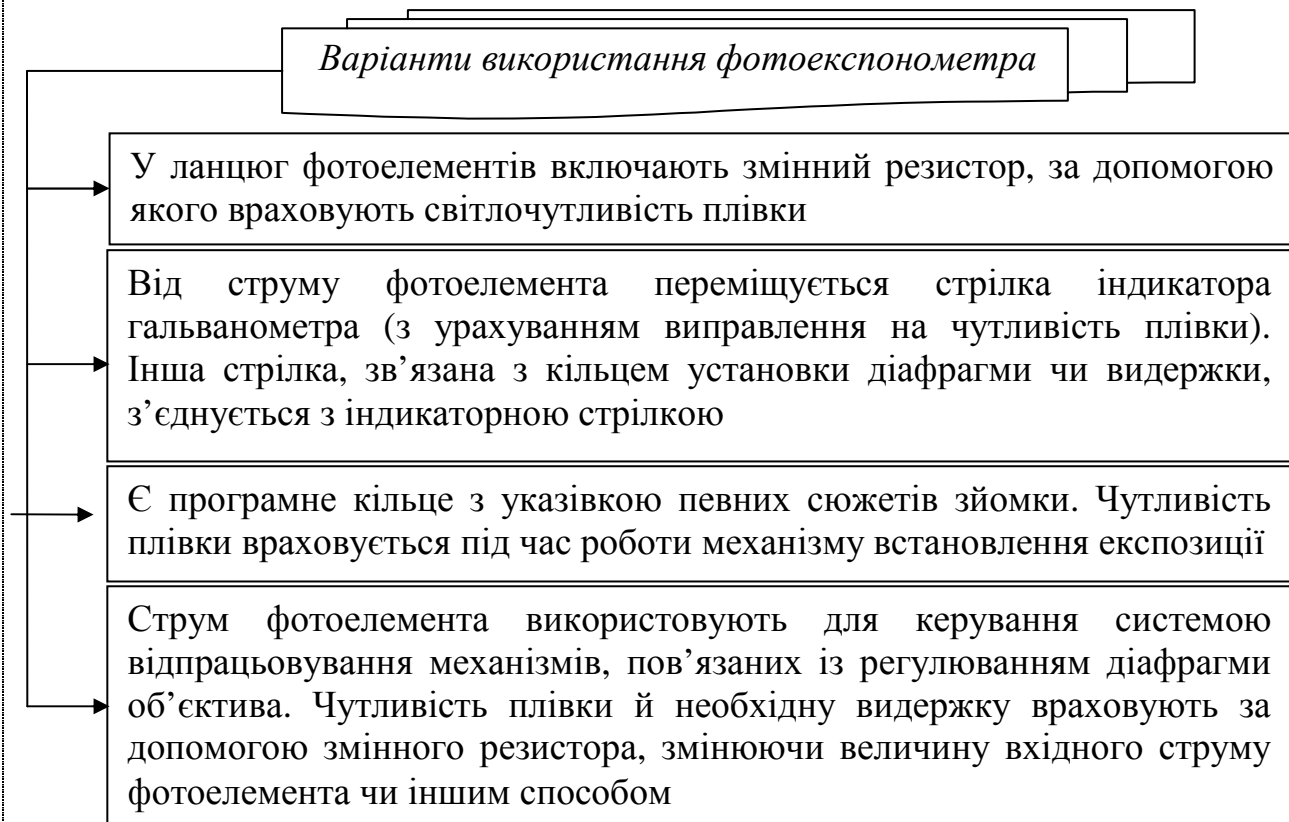 Варіанти використання фотоекспонометра
У ланцюг фотоелементів включають змінний резистор, за допомогою
якого враховують світлочутливість плівки
Від струму фотоелемента переміщується стрілка індикатора
гальванометра (з урахуванням виправлення на чутливість плівки).
Інша стрілка, зв’язана з кільцем установки діафрагми чи видержки,
з’єднується з індикаторною стрілкою
Є програмне кільце з указівкою певних сюжетів зйомки. Чутливість
плівки враховується під час роботи механізму встановлення експозиції
Струм фотоелемента використовують для керування системою
відпрацьовування механізмів, пов’язаних із регулюванням діафрагми
об’єктива. Чутливість плівки й необхідну видержку враховують за
допомогою змінного резистора, змінюючи величину вхідного струму
фотоелемента чи іншим способом